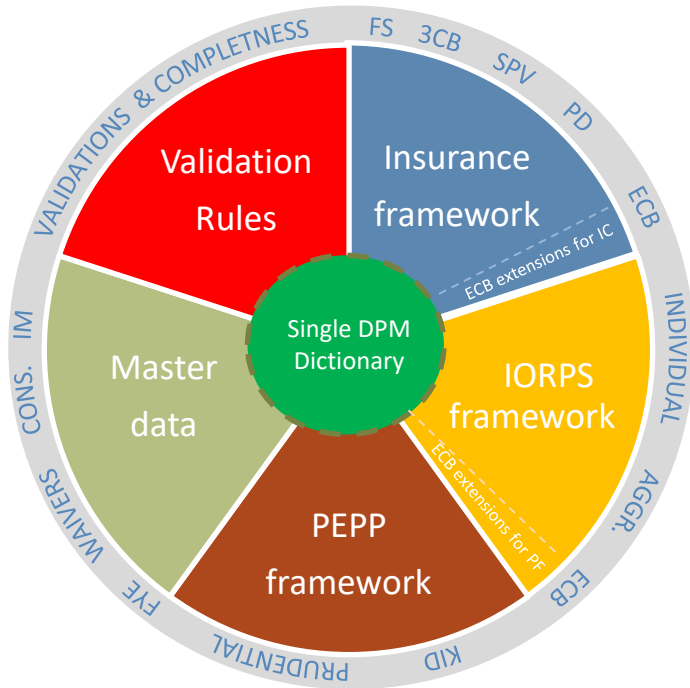 VALIDATIONS & COMPLETNESS
FS
3CB
SPV
PD
ECB
INDIVIDUAL
AGGR.
ECB
KID
PRUDENTIAL
FYE
WAIVERS
CONS.
IM
Validation
Rules
Insurance
framework
ECB extensions for IC
IORPS
framework
ECB extensions for PF
PEPP
framework
Master
data
Single DPM
Dictionary